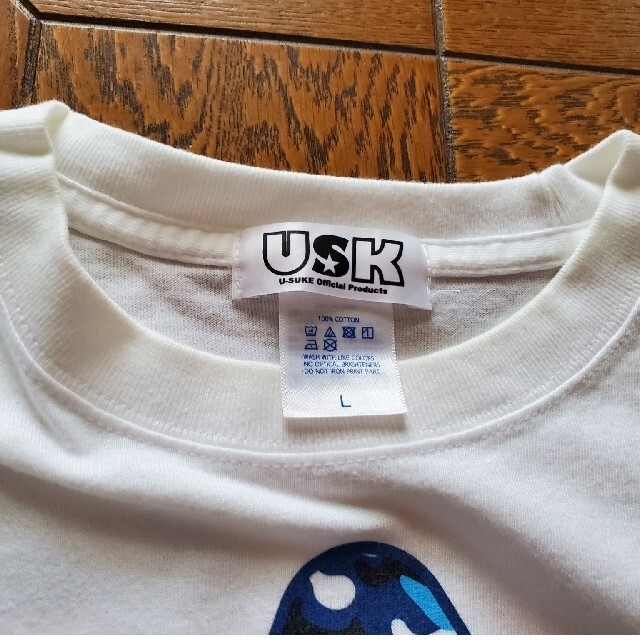 USK
U-SUKE Official Products
100% COTTON
WASH WITH LIKE COLORS
NO OPTICAL BRIGHTENERS
DO NOT IRON PRINT PART.
L